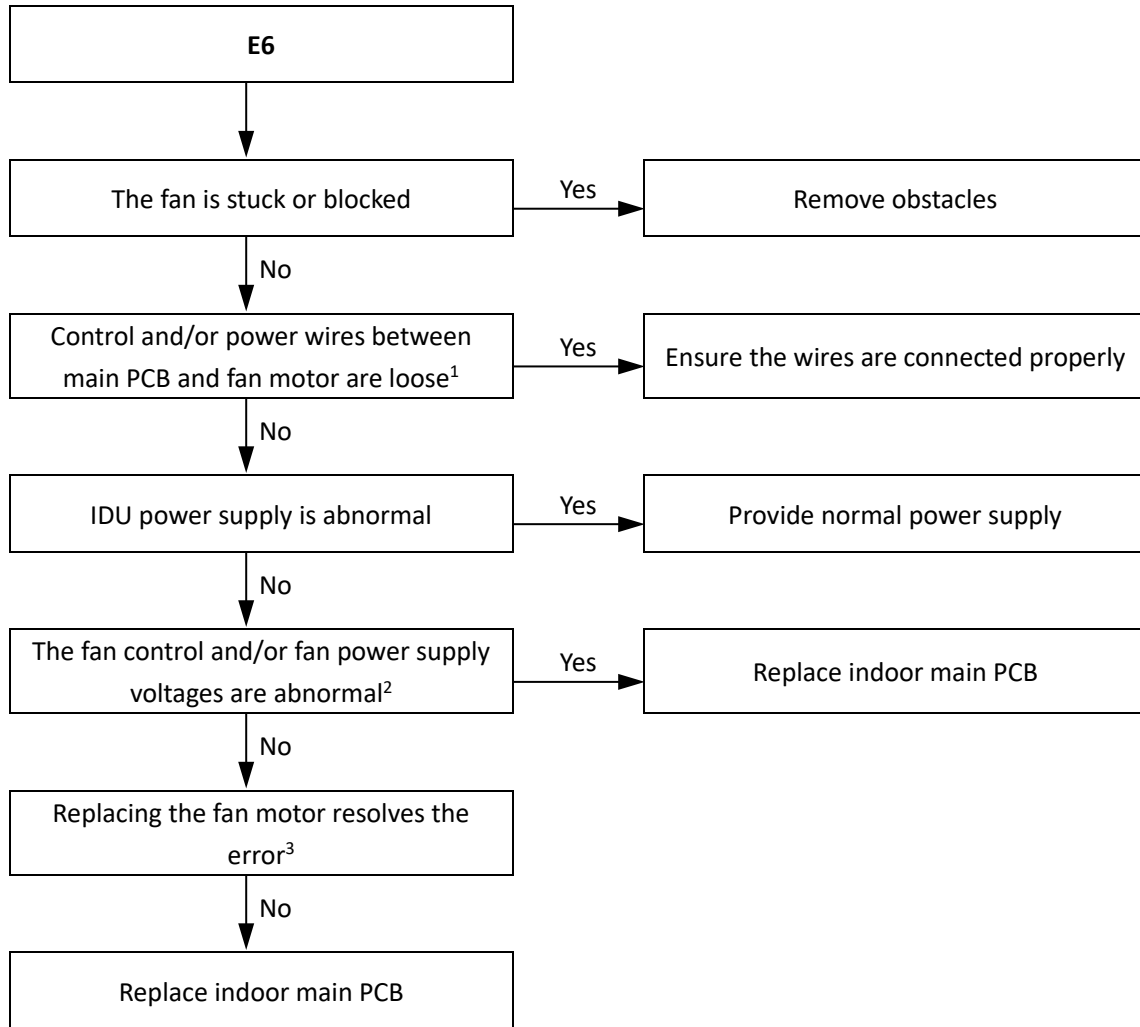 E6
The fan is stuck or blocked
Yes
Remove obstacles
No
Control and/or power wires between
main PCB and fan motor are loose¹
Yes
Ensure the wires are connected properly
No
IDU power supply is abnormal
Yes
Provide normal power supply
No
The fan control and/or fan power supply
voltages are abnormal²
Yes
Replace indoor main PCB
No
Replacing the fan motor resolves the
error³
No
Replace indoor main PCB